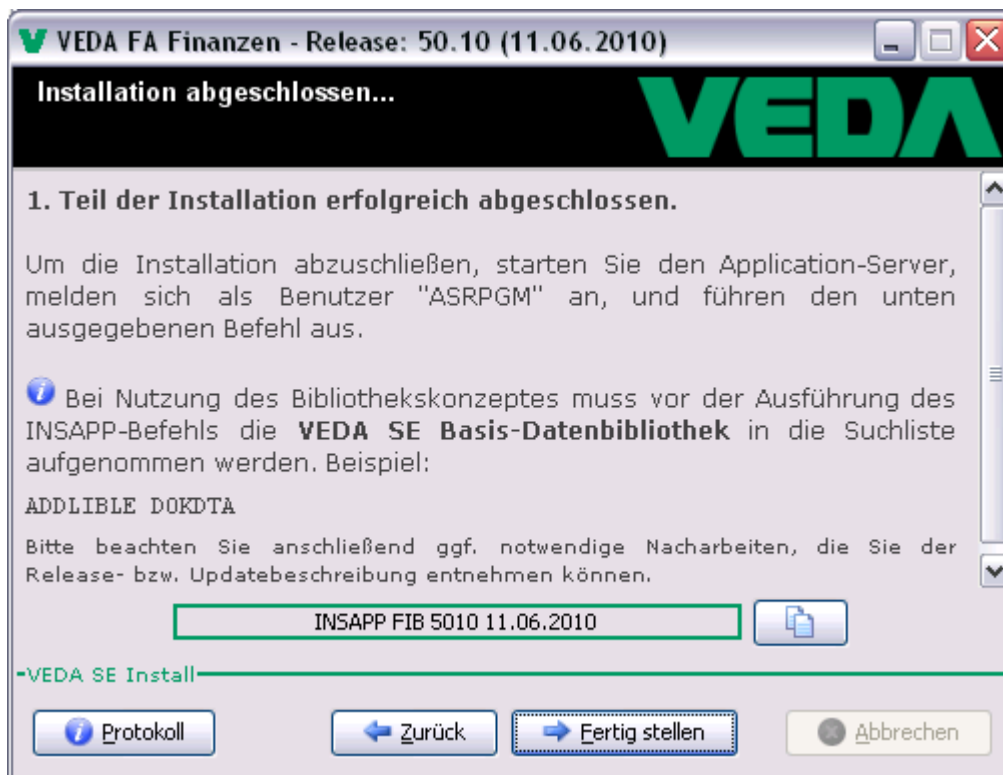 VEDA FA Finanzen - Release: 50.10 (11.06.2010)
Installation abgeschlossen...
VEDA
1. Teil der Installation erfolgreich abgeschlossen.
Um die Installation abzuschließen, starten Sie den Application-Server,
melden sich als Benutzer "ASRPGM" an, und führen den unten
ausgegebenen Befehl aus.
Bei Nutzung des Bibliothekskonzeptes muss vor der Ausführung des
INSAPP-Befehls die VEDA SE Basis-Datenbibliothek in die Suchliste
aufgenommen werden. Beispiel:
ADDLIBLE DOKDTA
Bitte beachten Sie anschließend ggf. notwendige Nacharbeiten, die Sie der
Release- bzw. Updatebeschreibung entnehmen können.
INSAPP FIB 5010 11.06.2010
VEDA SE Install
Protokoll Zurück Fertig stellen Abbrechen